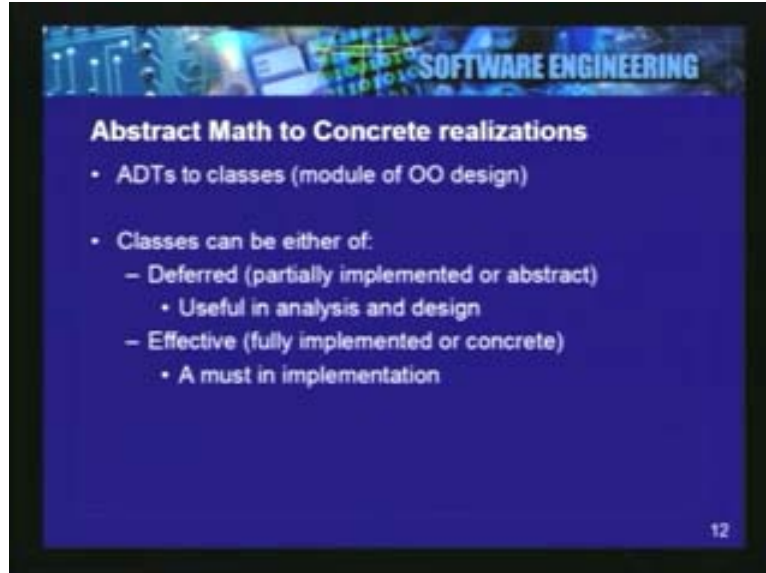 SOFTWARE ENGINEERING
Abstract Math to Concrete realizations
• ADTs to classes (module of OO design)
• Classes can be either of:
– Deferred (partially implemented or abstract)
• Useful in analysis and design
– Effective (fully implemented or concrete)
• A must in implementation
12